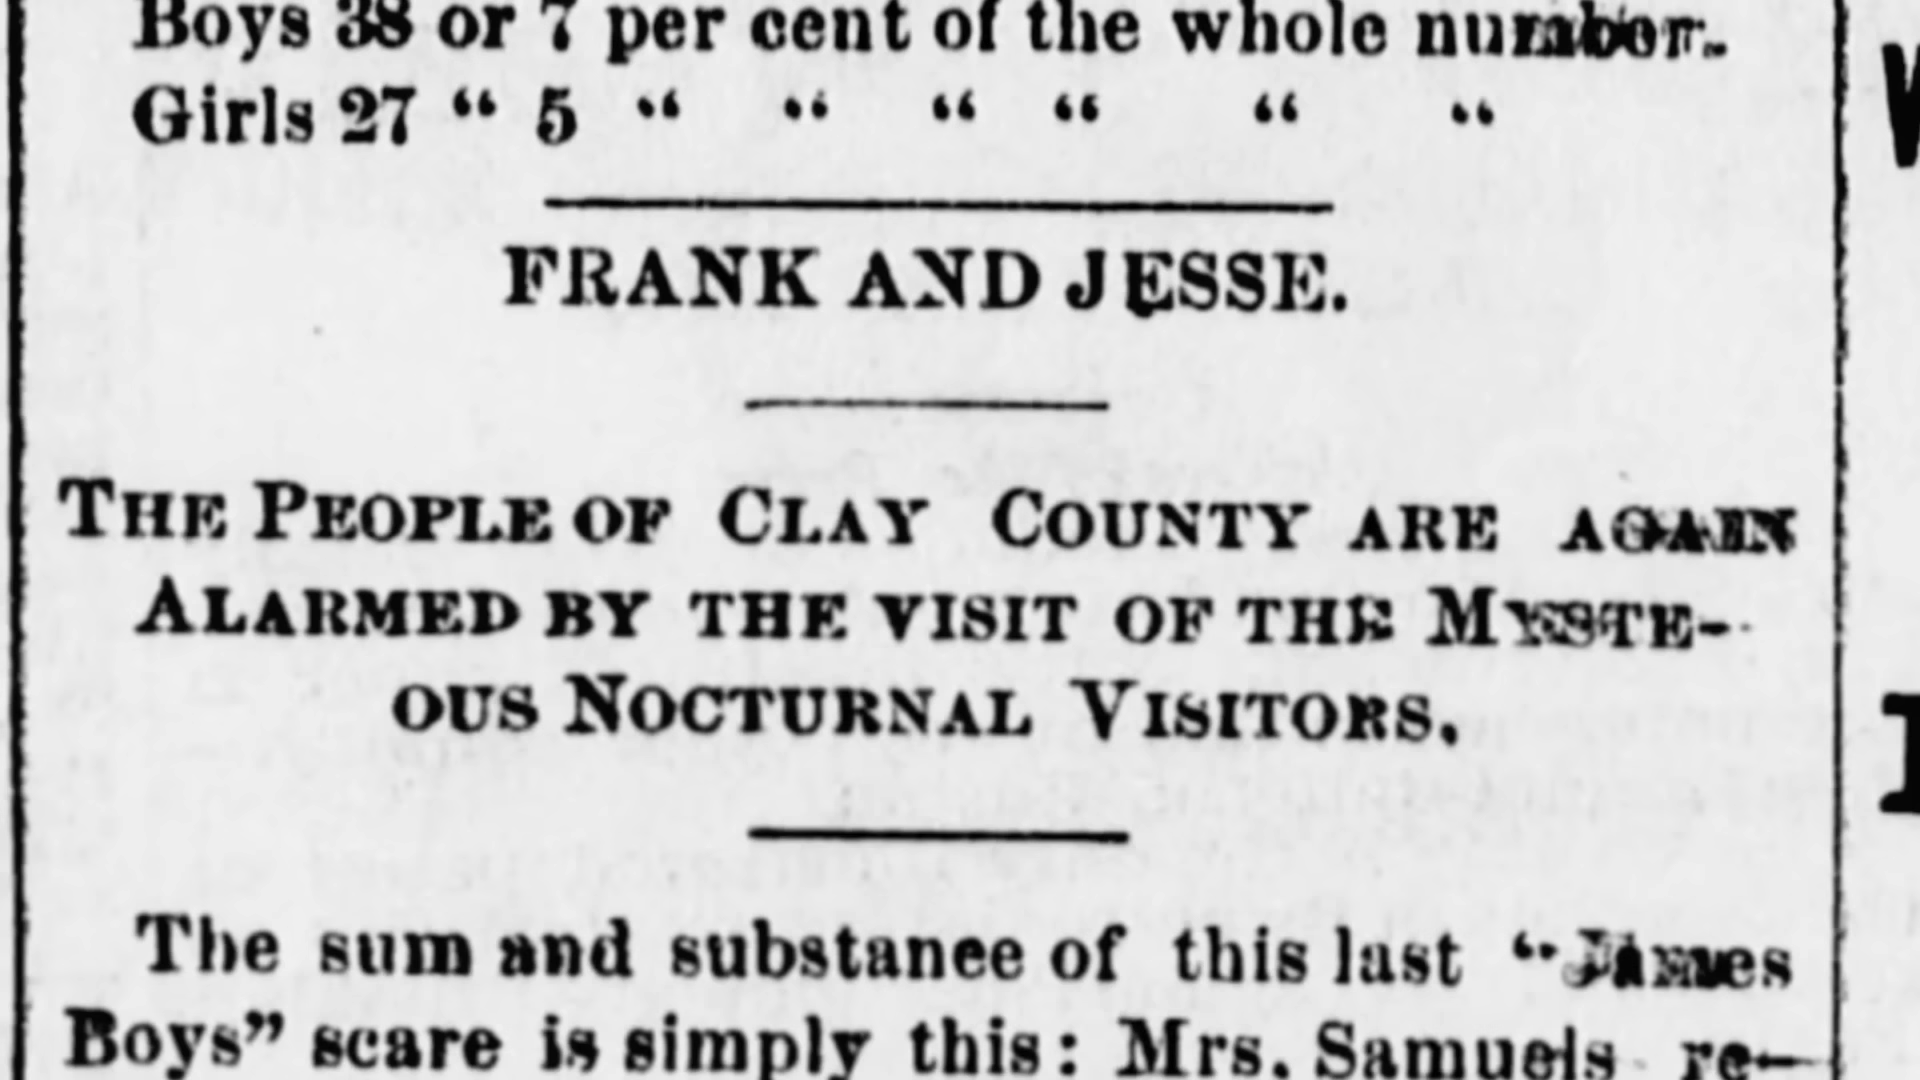 Boys 38 or 7 per cent of the whole number.
Girls 27 “ 5 “ “ “ “ “ “
FRANK AND JESSE.
THE PEOPLE OF CLAY COUNTY ARE AGAIN
ALARMED BY THE VISIT OF THE MYSTE-
OUS NOCTURNAL VISITORS.
The sum and substance of this last “James
Boys” scare is simply this: Mrs. Samuels re-